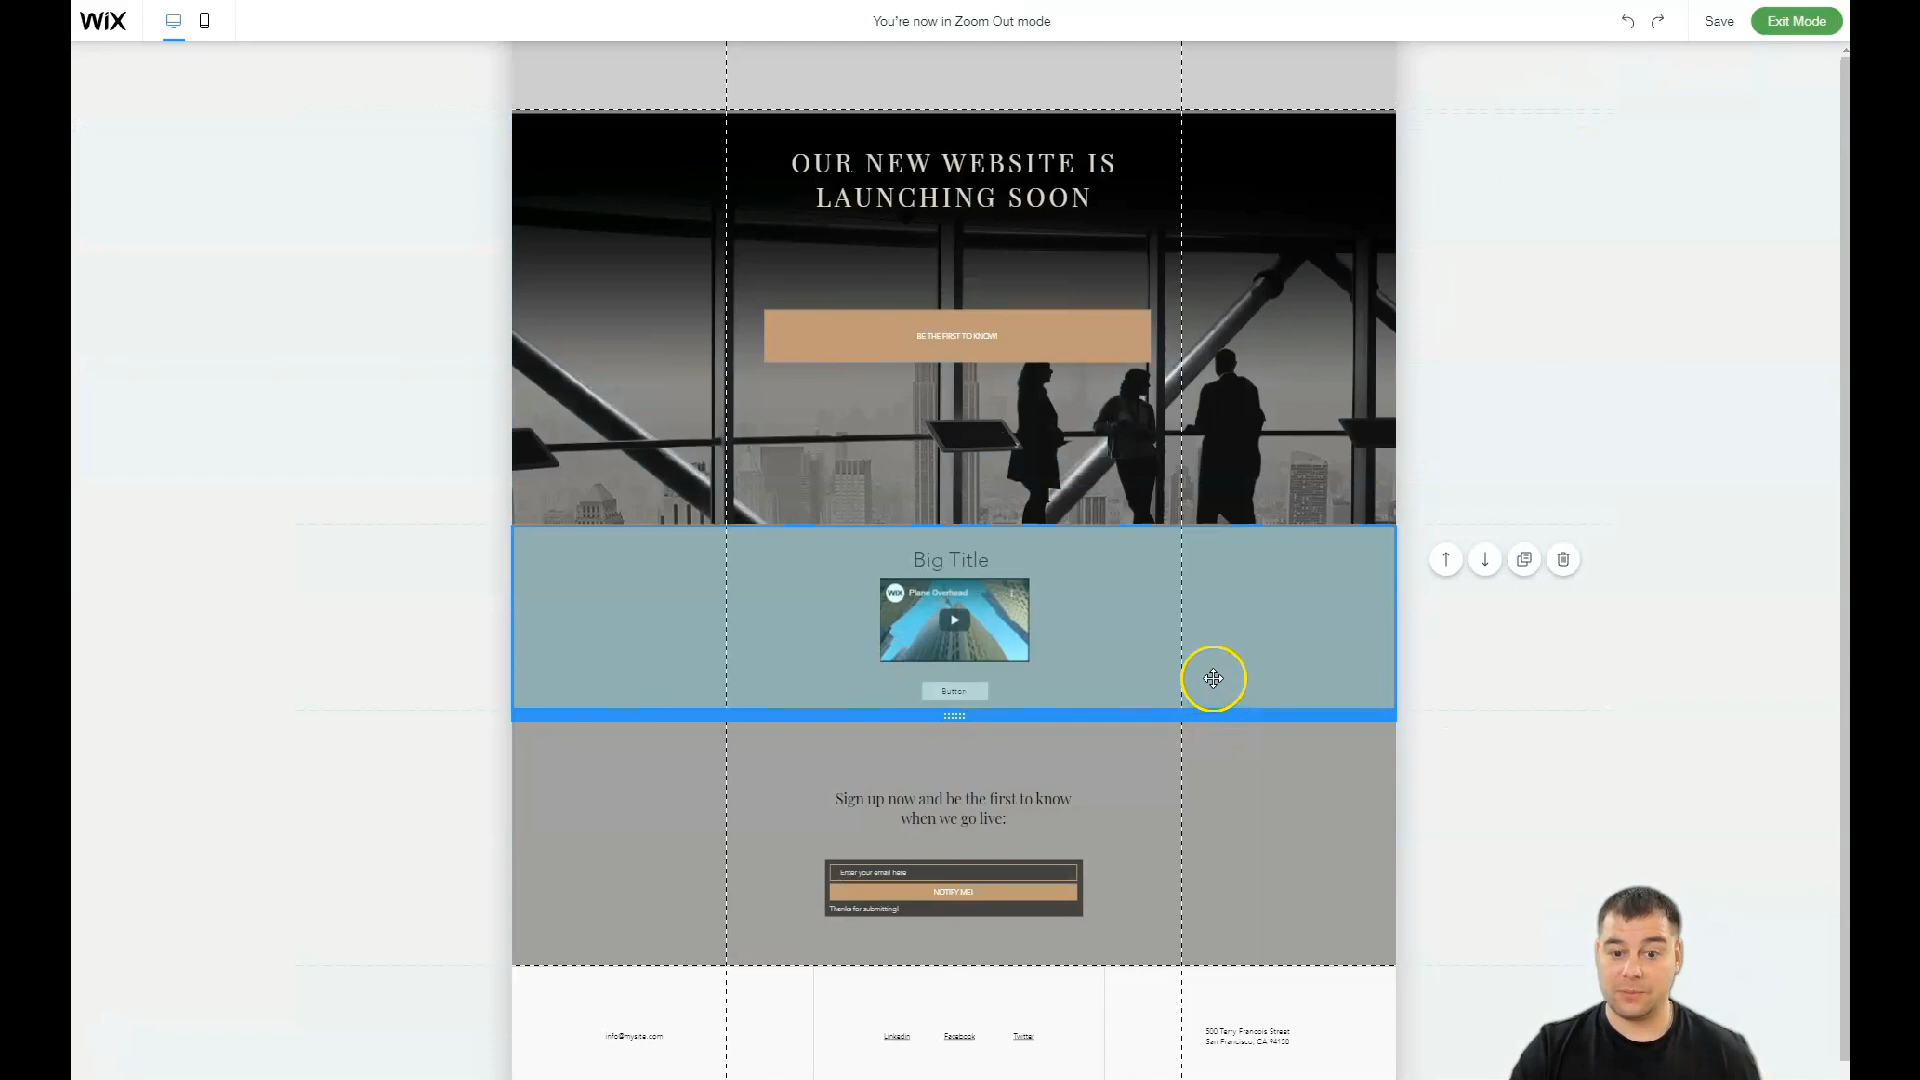 WiX
You're now in Zoom Out mode
Save
Exit Mode
OUR NEW WEBSITE IS
LAUNCHING SOON
BE THE FIRST TO KNOW!
Big Title
WiX
Plane Overhead
Button
Sign up now and be the first to know
when we go live:
Enter your email here
NOTIFY ME!
Thanks for submitting!
info@mysite.com
Linkedin
Facebook
Twitter
500 Terry Francois Street
San Francisco, CA 94158